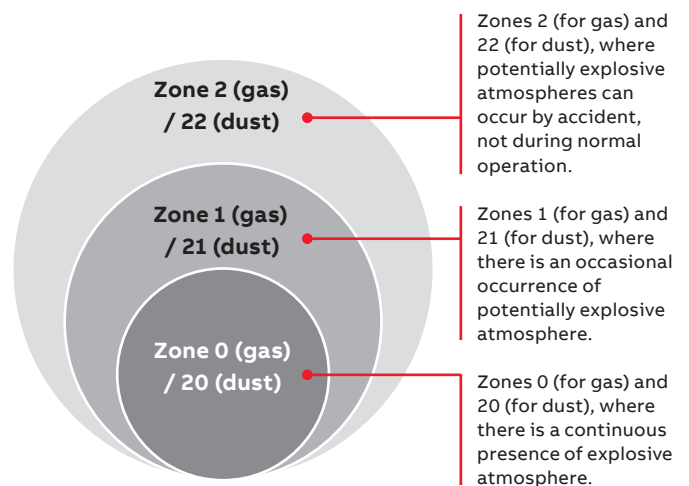 Zone 2 (gas)
/ 22 (dust)
Zones 2 (for gas) and
22 (for dust), where
potentially explosive
atmospheres can
occur by accident,
not during normal
operation.
Zone 1 (gas)
/ 21 (dust)
Zones 1 (for gas) and
21 (for dust), where
there is an occasional
occurrence of
potentially explosive
atmosphere.
Zone 0 (gas)
/ 20 (dust)
Zones 0 (for gas) and
20 (for dust), where
there is a continuous
presence of explosive
atmosphere.